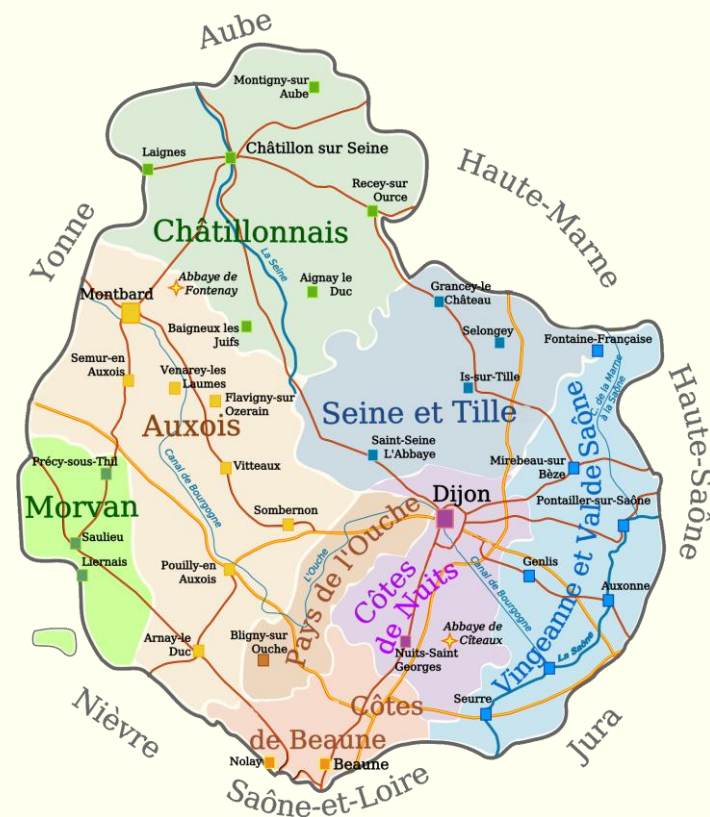 Aube
Montigny-sur
Aube
Laignes
Châtillon sur Seine
Haute-Marne
Recey-sur
Ource
Yonne
Châtillonnais
La Seine
Abbaye de
Fontenay
Aignay le
Duc
Grancey-le
Château
Montbard
Baigneux les
Juifs
Selongey
Fontaine-Française
C. de la Marne
à la Saône
Semur-en
Auxois
Venarey-les
Laumes
Is-sur-Tille
Haute-Saône
Flavigny-sur
Ozerain
Seine et Tille
Auxois
Saint-Seine
L'Abbaye
Précy-sous-Thil
Vitteaux
Canal de Bourgogne
Mirebeau-sur
Bèze
Morvan
Dijon
Pontailler-sur-Saône
Sombernon
Saulieu
Liernais
Pouilly-en
Auxois
L'Ouche
Pays de l'Ouche
Canal de Bourgogne
Genlis
Auxonne
Côtes
de Nuits
Vingeanne et Val de Saône
Arnay-le
Duc
Bligny-sur
Ouche
Abbaye de
Cîteaux
Nuits-Saint
Georges
La Saône
Seurre
Nièvre
Côtes
de Beaune
Jura
Nolay
Beaune
Saône-et-Loire